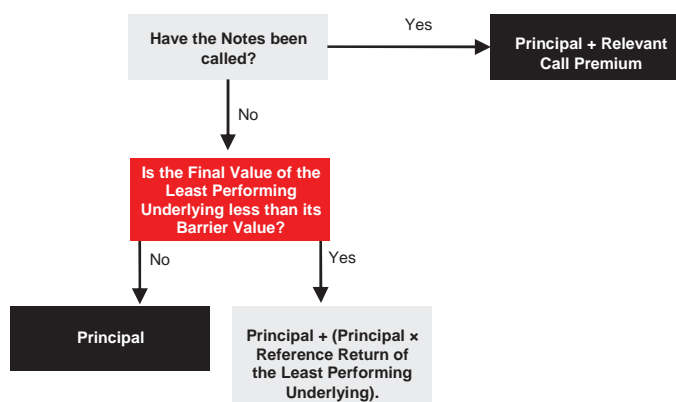 Have the Notes been
called?
Yes
Principal + Relevant
Call Premium
No
Is the Final Value of the
Least Performing
Underlying less than its
Barrier Value?
No
Yes
Principal
Principal + (Principal ×
Reference Return of
the Least Performing
Underlying).